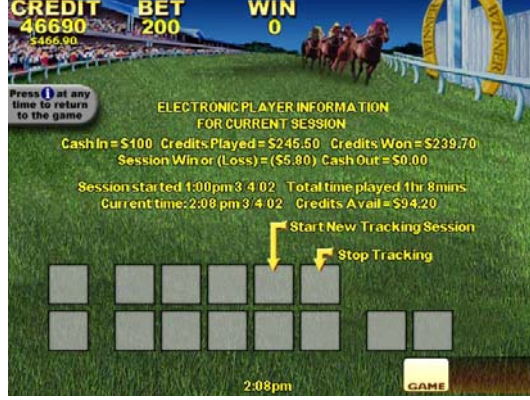 CREDIT BET WIN
46690 200 0
$466.90
WINNER
Press i at any
time to return
to the game
ELECTRONIC PLAYER INFORMATION
FOR CURRENT SESSION
Cash In = $100 Credits Played = $245.50 Credits Won = $239.70
Session Win or (Loss) = ($5.80) Cash Out = $0.00
Session started 1:00pm 3/4/02 Total time played 1hr 8mins
Current time: 2:08 pm 3/4/02 Credits Avail = $94.20
Start New Tracking Session
Stop Tracking
2:08pm
GAME